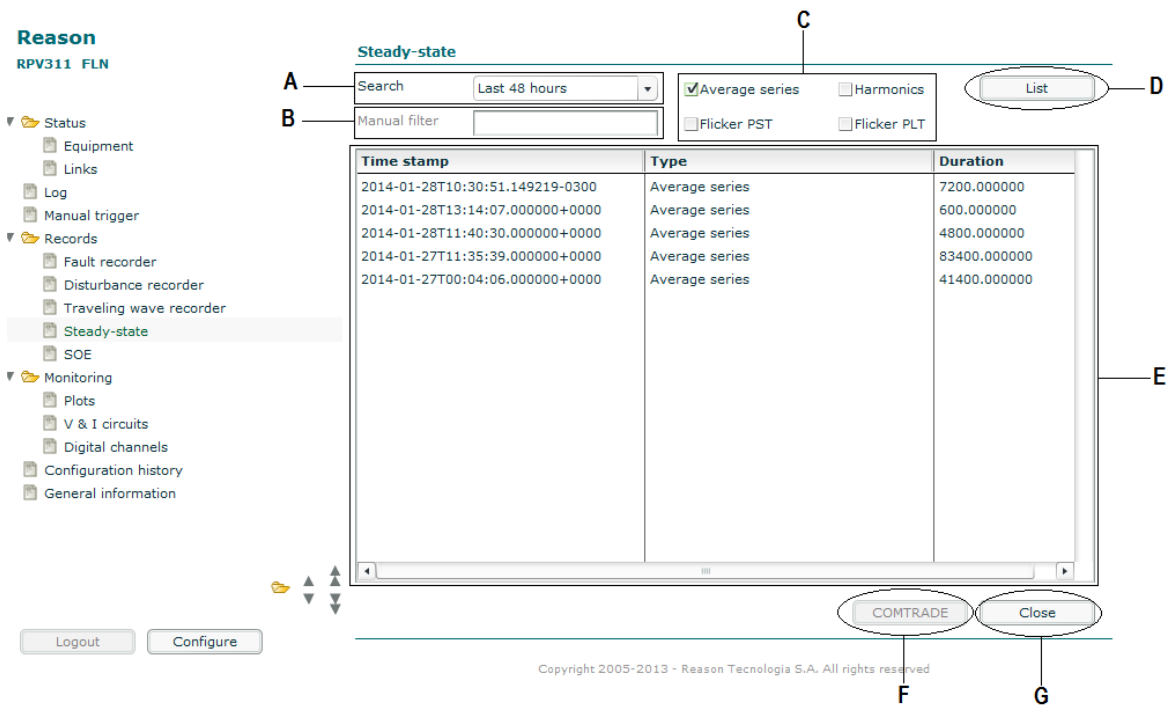 Reason
RPV311 FLN
Status
Equipment
Links
Log
Manual trigger
Records
Fault recorder
Disturbance recorder
Traveling wave recorder
Steady-state
SOE
Monitoring
Plots
V & I circuits
Digital channels
Configuration history
General information
Logout Configure
C
Steady-state
A Search Last 48 hours
B Manual filter
Average series Harmonics
Flicker PST Flicker PLT
List D
Time stamp Type Duration
2014-01-28T10:30:51.149219-0300 Average series 7200.000000
2014-01-28T13:14:07.000000+0000 Average series 600.000000
2014-01-28T11:40:30.000000+0000 Average series 4800.000000
2014-01-27T11:35:39.000000+0000 Average series 83400.000000
2014-01-27T00:04:06.000000+0000 Average series 41400.000000
E
COMTRADE Close
Copyright 2005-2013 - Reason Tecnologia S.A. All rights reserved
F G